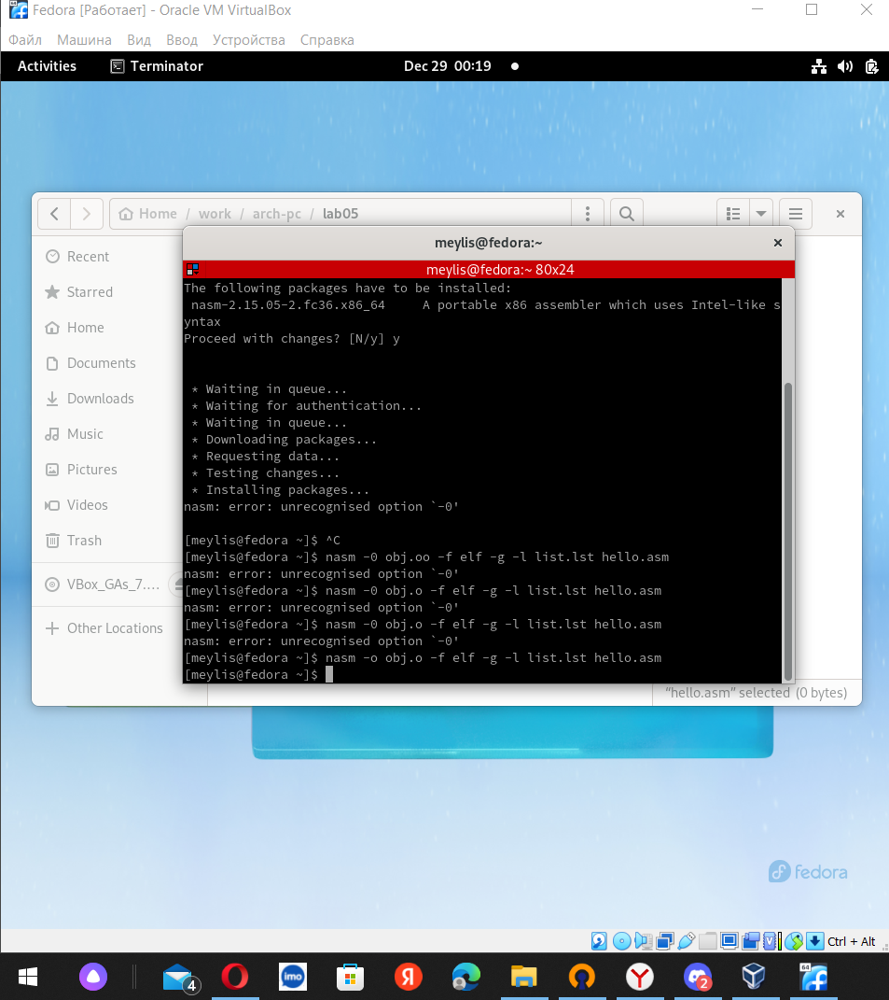 Fedora [Работает] - Oracle VM VirtualBox
Файл Машина Вид Ввод Устройства Справка
Activities Terminator Dec 29 00:19
Home / work / arch-pc / lab05
Recent
Starred
Home
Documents
Downloads
Music
Pictures
Videos
Trash
VBox_GAs_7....
Other Locations
meylis@fedora:~
meylis@fedora:~ 80x24
The following packages have to be installed:
nasm-2.15.05-2.fc36.x86_64 A portable x86 assembler which uses Intel-like s
yntax
Proceed with changes? [N/y] y
* Waiting in queue...
* Waiting for authentication...
* Waiting in queue...
* Downloading packages...
* Requesting data...
* Testing changes...
* Installing packages...
nasm: error: unrecognised option `-0'
[meylis@fedora ~]$ ^C
[meylis@fedora ~]$ nasm -0 obj.oo -f elf -g -l list.lst hello.asm
nasm: error: unrecognised option `-0'
[meylis@fedora ~]$ nasm -0 obj.o -f elf -g -l list.lst hello.asm
nasm: error: unrecognised option `-0'
[meylis@fedora ~]$ nasm -0 obj.o -f elf -g -l list.lst hello.asm
nasm: error: unrecognised option `-0'
[meylis@fedora ~]$ nasm -o obj.o -f elf -g -l list.lst hello.asm
[meylis@fedora ~]$
“hello.asm” selected (0 bytes)
fedora
Ctrl + Alt
4
imo
Я
2
64